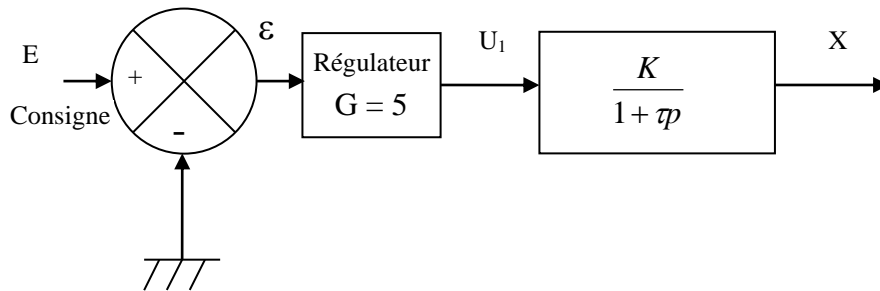 E
Consigne
+
-
ε
Régulateur
G = 5
U₁
K
1 + τp
X